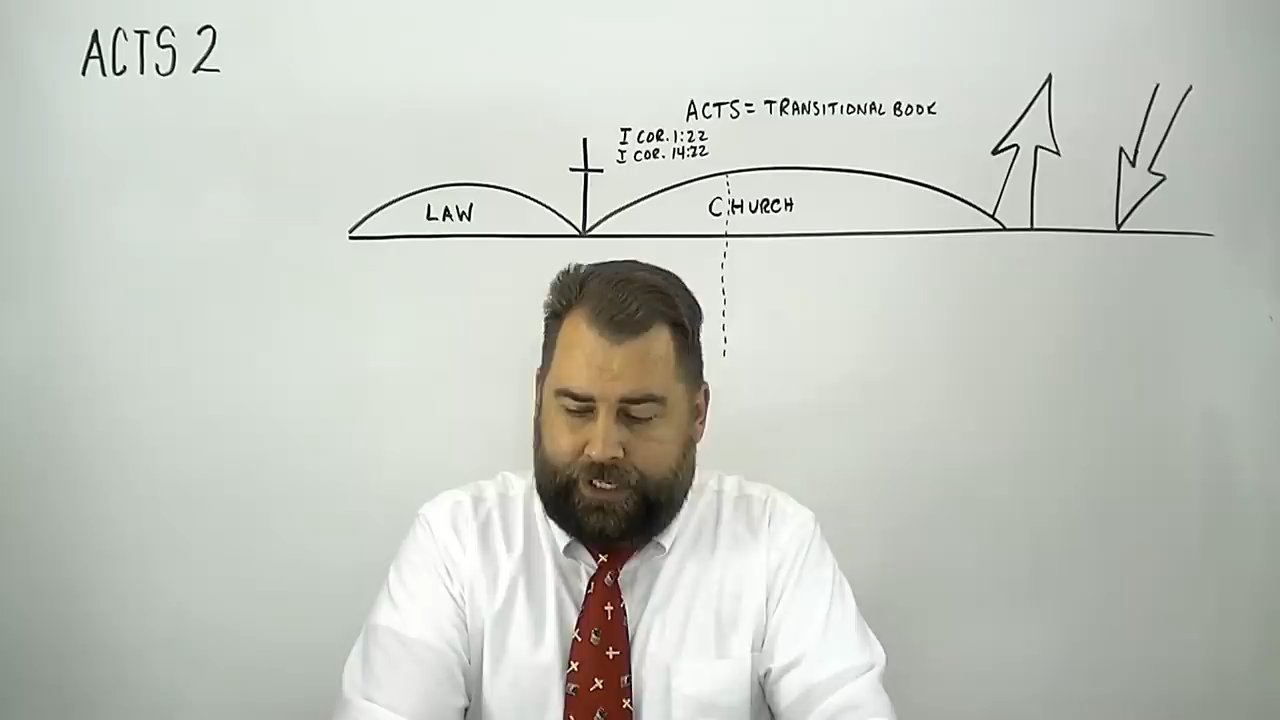 ACTS 2
ACTS = TRANSITIONAL BOOK
I COR. 1:22
I COR. 14:22
LAW
CHURCH